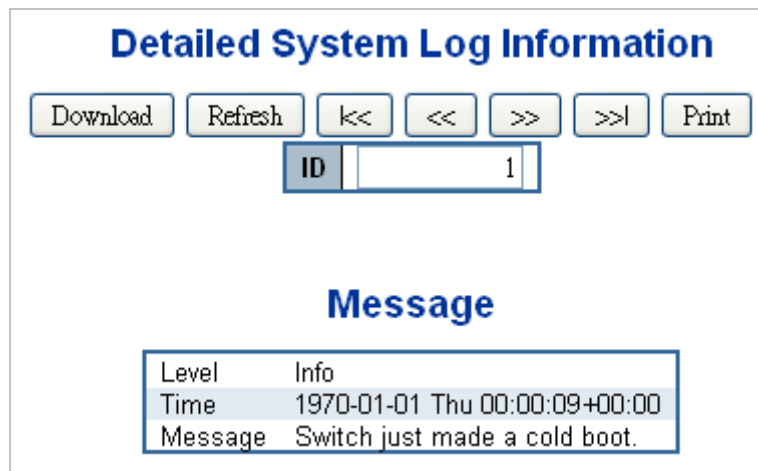 Detailed System Log Information
Download Refresh |<< << >> >>| Print
ID 1
Message
Level Info
Time 1970-01-01 Thu 00:00:09+00:00
Message Switch just made a cold boot.